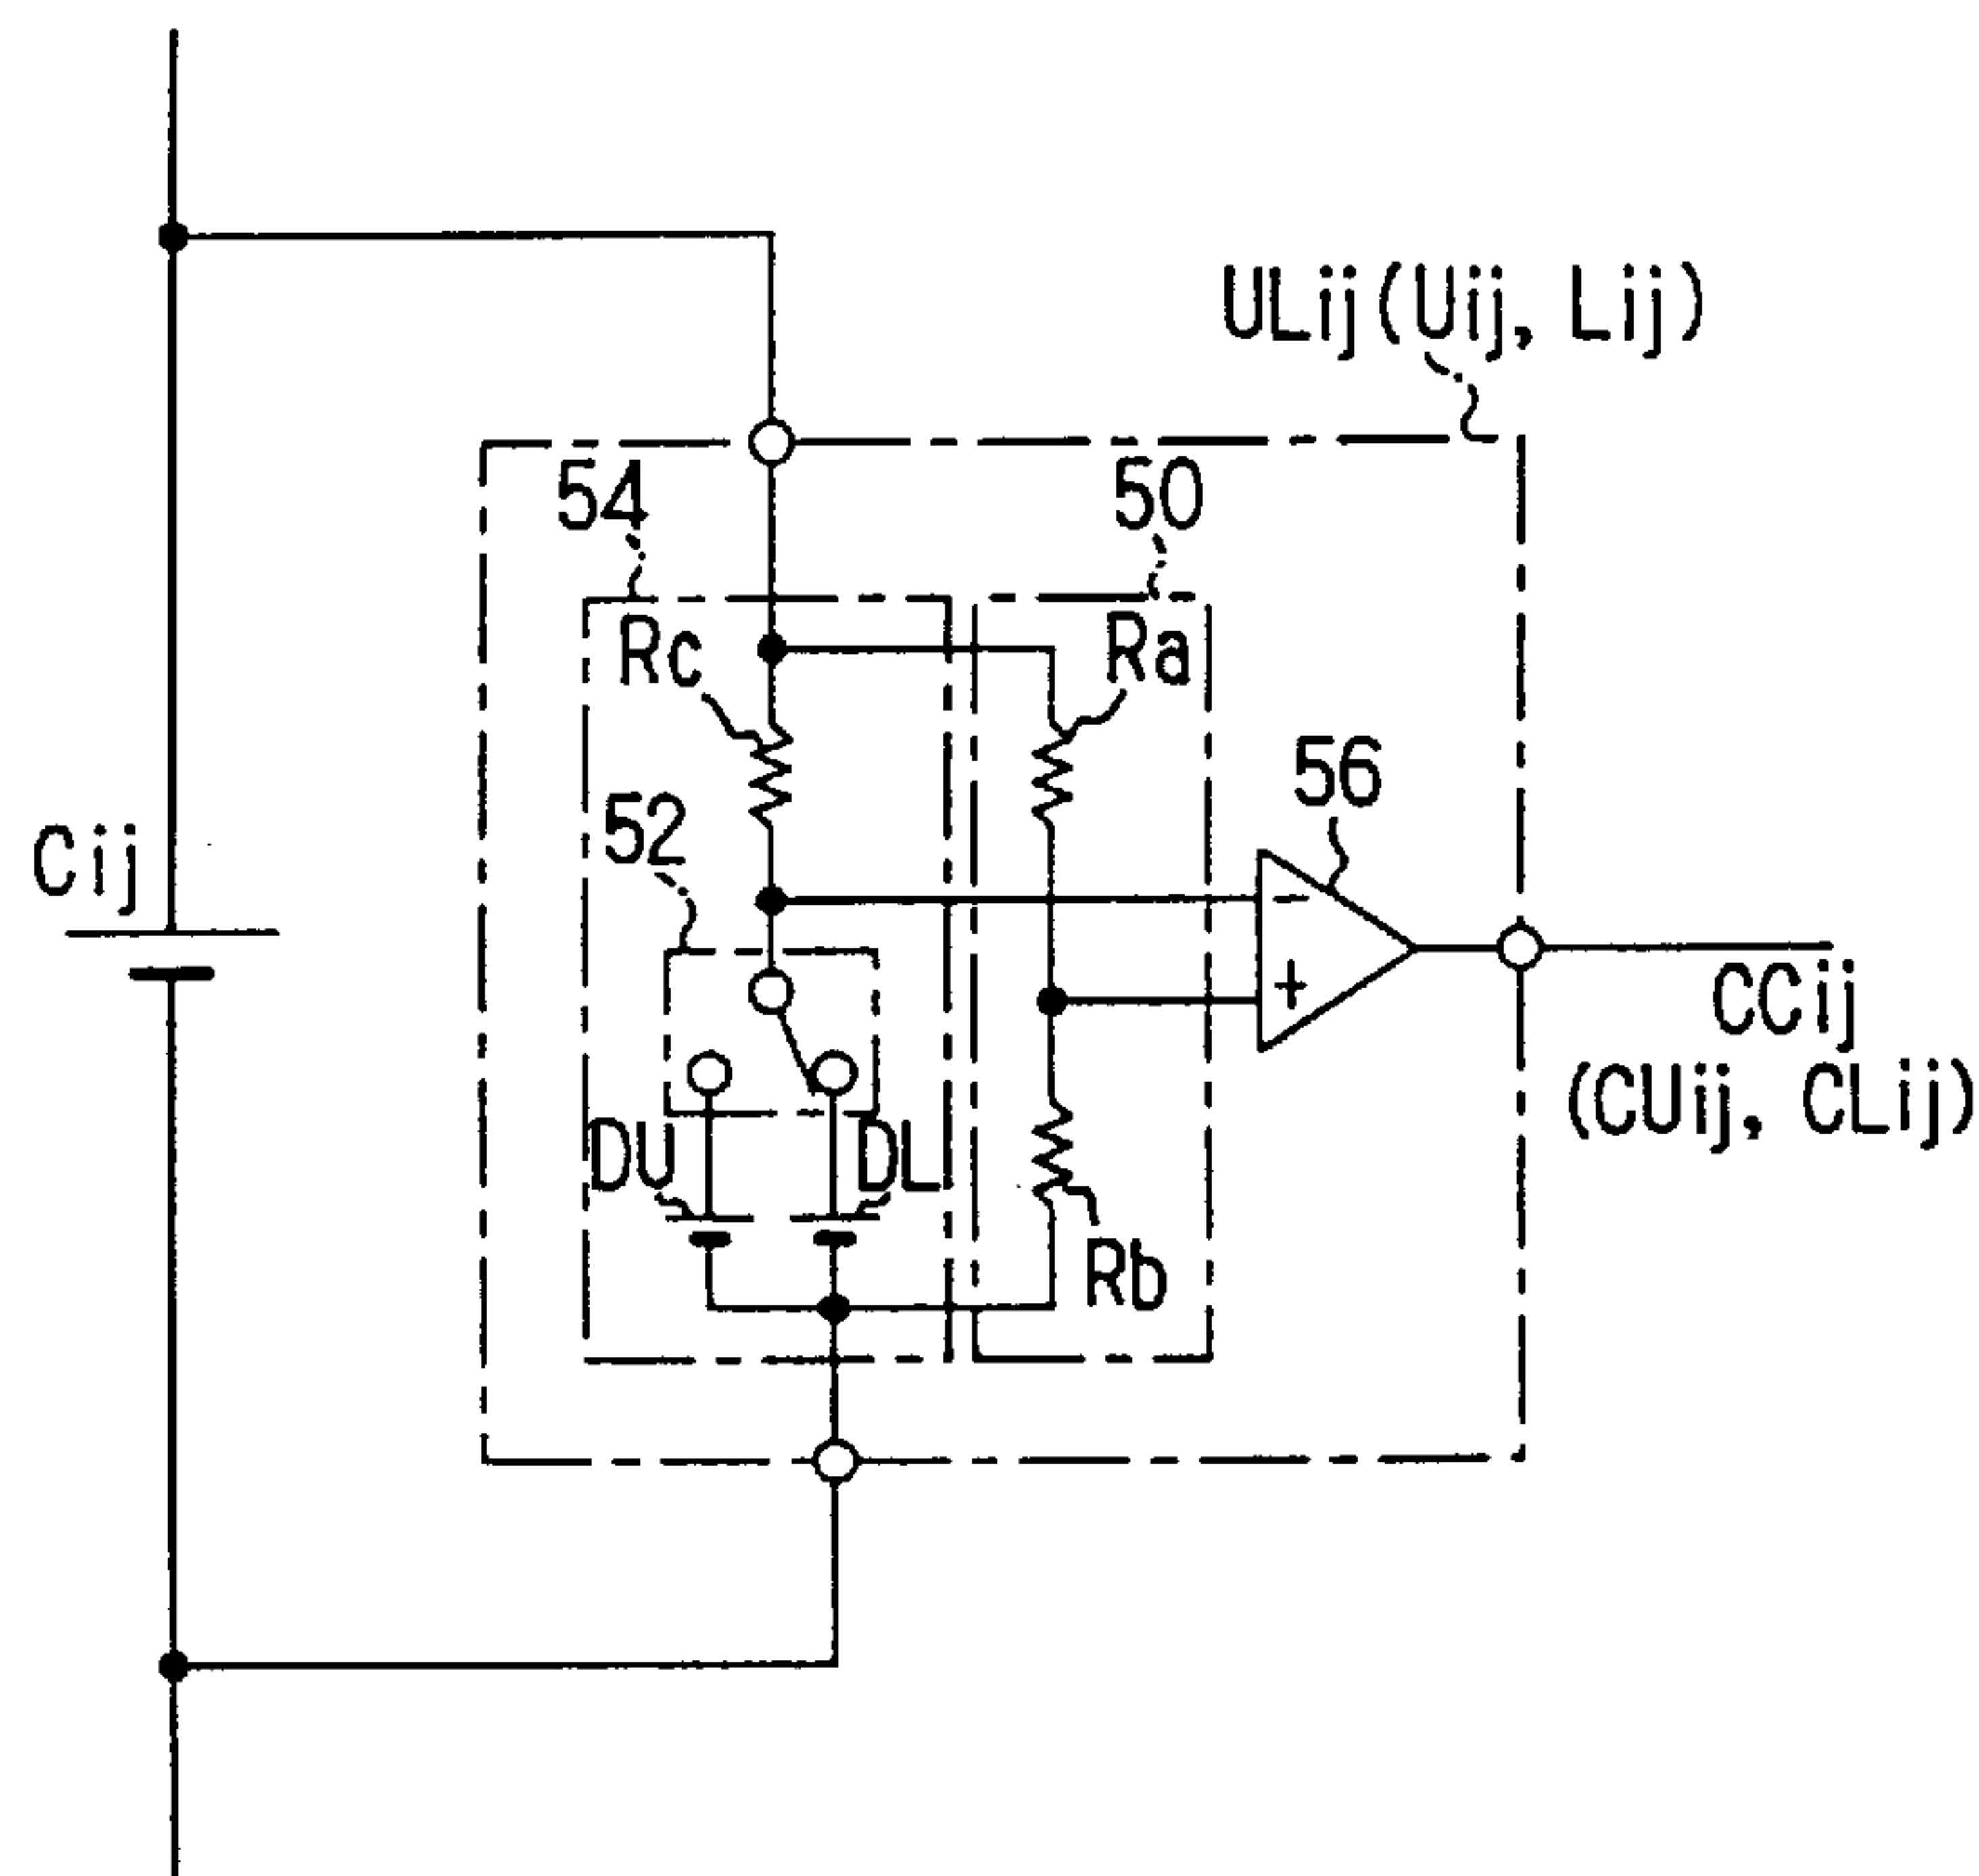 ULij(Uij, Lij)
54
50
Rc
Ra
56
52
Cij
-
+
CCij
(CUij, CLij)
DU
DL
Rb